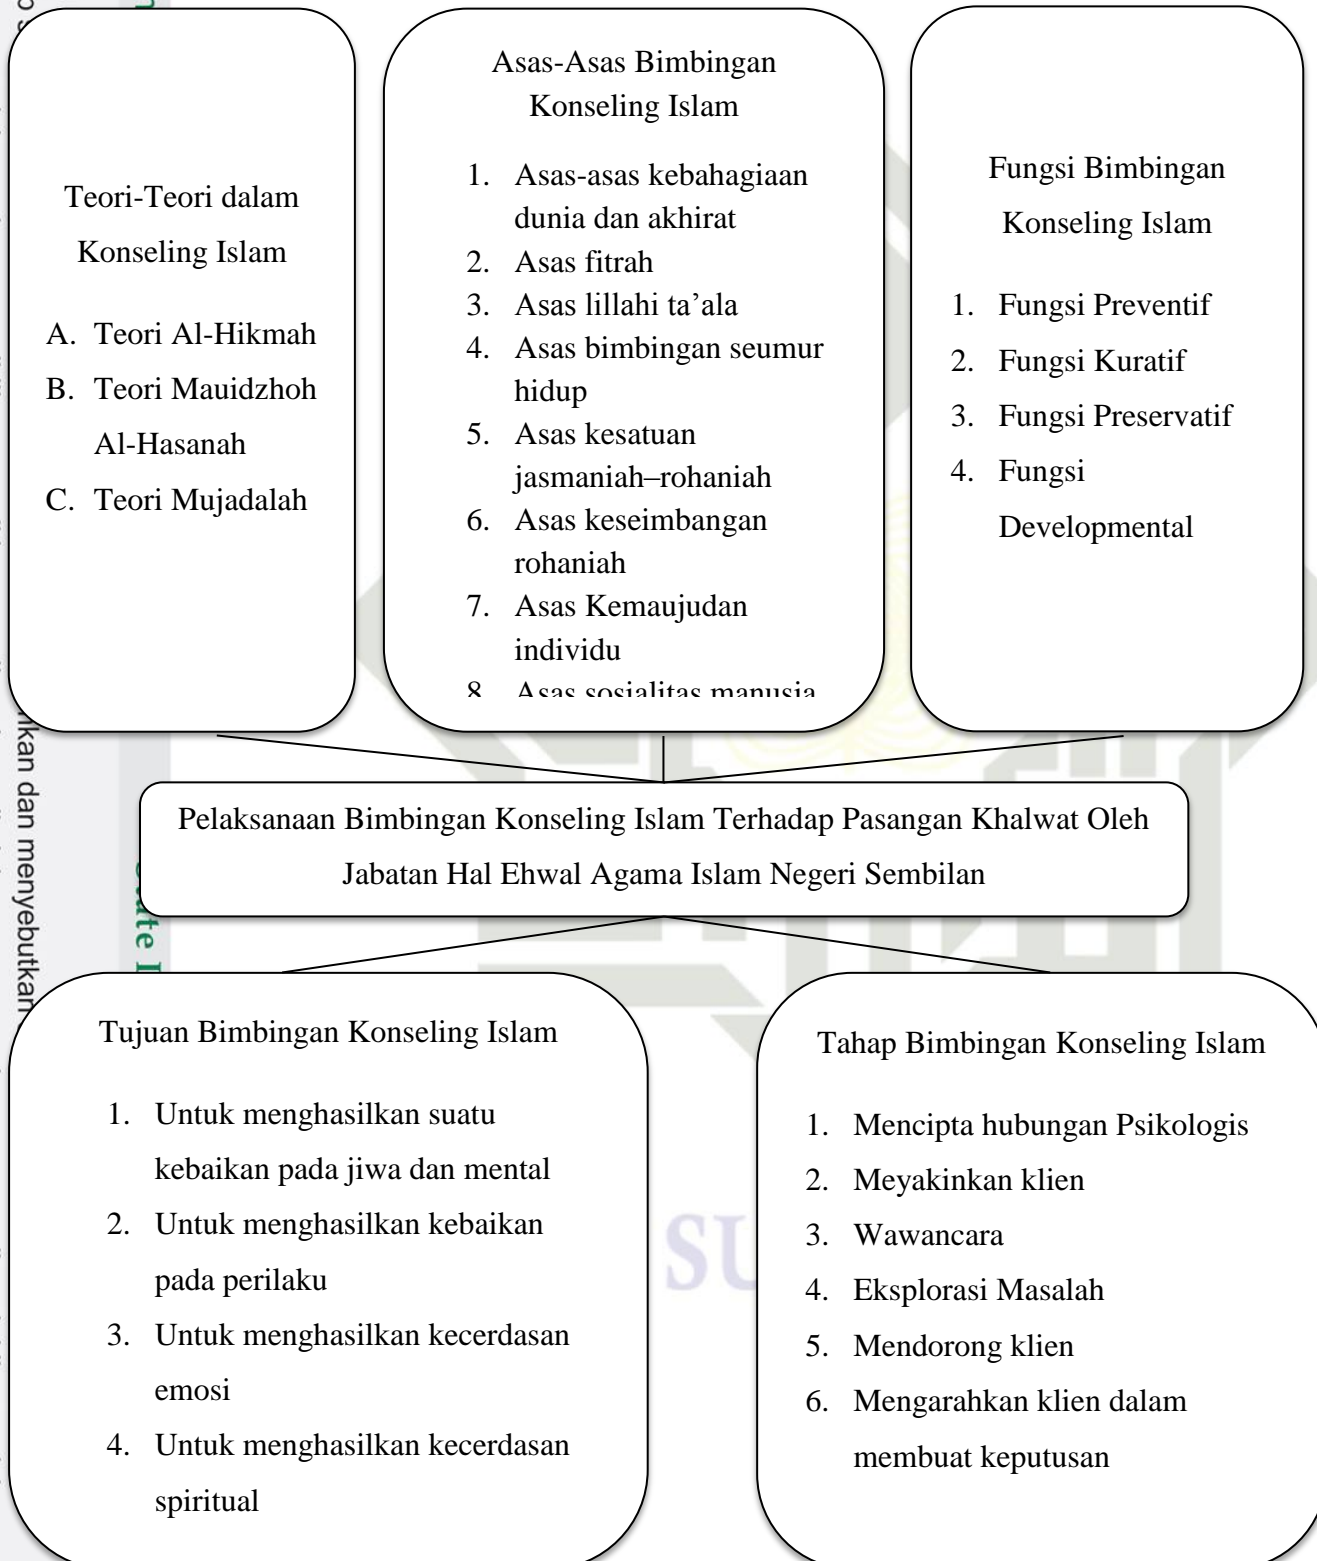 Teori-Teori dalam
Konseling Islam
A. Teori Al-Hikmah
B. Teori Mauidzhoh
Al-Hasanah
C. Teori Mujadalah
Asas-Asas Bimbingan
Konseling Islam
1. Asas-asas kebahagiaan
dunia dan akhirat
2. Asas fitrah
3. Asas lillahi ta’ala
4. Asas bimbingan seumur
hidup
5. Asas kesatuan
jasmaniah–rohaniah
6. Asas keseimbangan
rohaniah
7. Asas Kemaujudan
individu
8. Asas sosialitas manusia
Fungsi Bimbingan
Konseling Islam
1. Fungsi Preventif
2. Fungsi Kuratif
3. Fungsi Preservatif
4. Fungsi
Developmental
Pelaksanaan Bimbingan Konseling Islam Terhadap Pasangan Khalwat Oleh
Jabatan Hal Ehwal Agama Islam Negeri Sembilan
Tujuan Bimbingan Konseling Islam
1. Untuk menghasilkan suatu
kebaikan pada jiwa dan mental
2. Untuk menghasilkan kebaikan
pada perilaku
3. Untuk menghasilkan kecerdasan
emosi
4. Untuk menghasilkan kecerdasan
spiritual
Tahap Bimbingan Konseling Islam
1. Mencipta hubungan Psikologis
2. Meyakinkan klien
3. Wawancara
4. Eksplorasi Masalah
5. Mendorong klien
6. Mengarahkan klien dalam
membuat keputusan
dan menyebutkan
SU